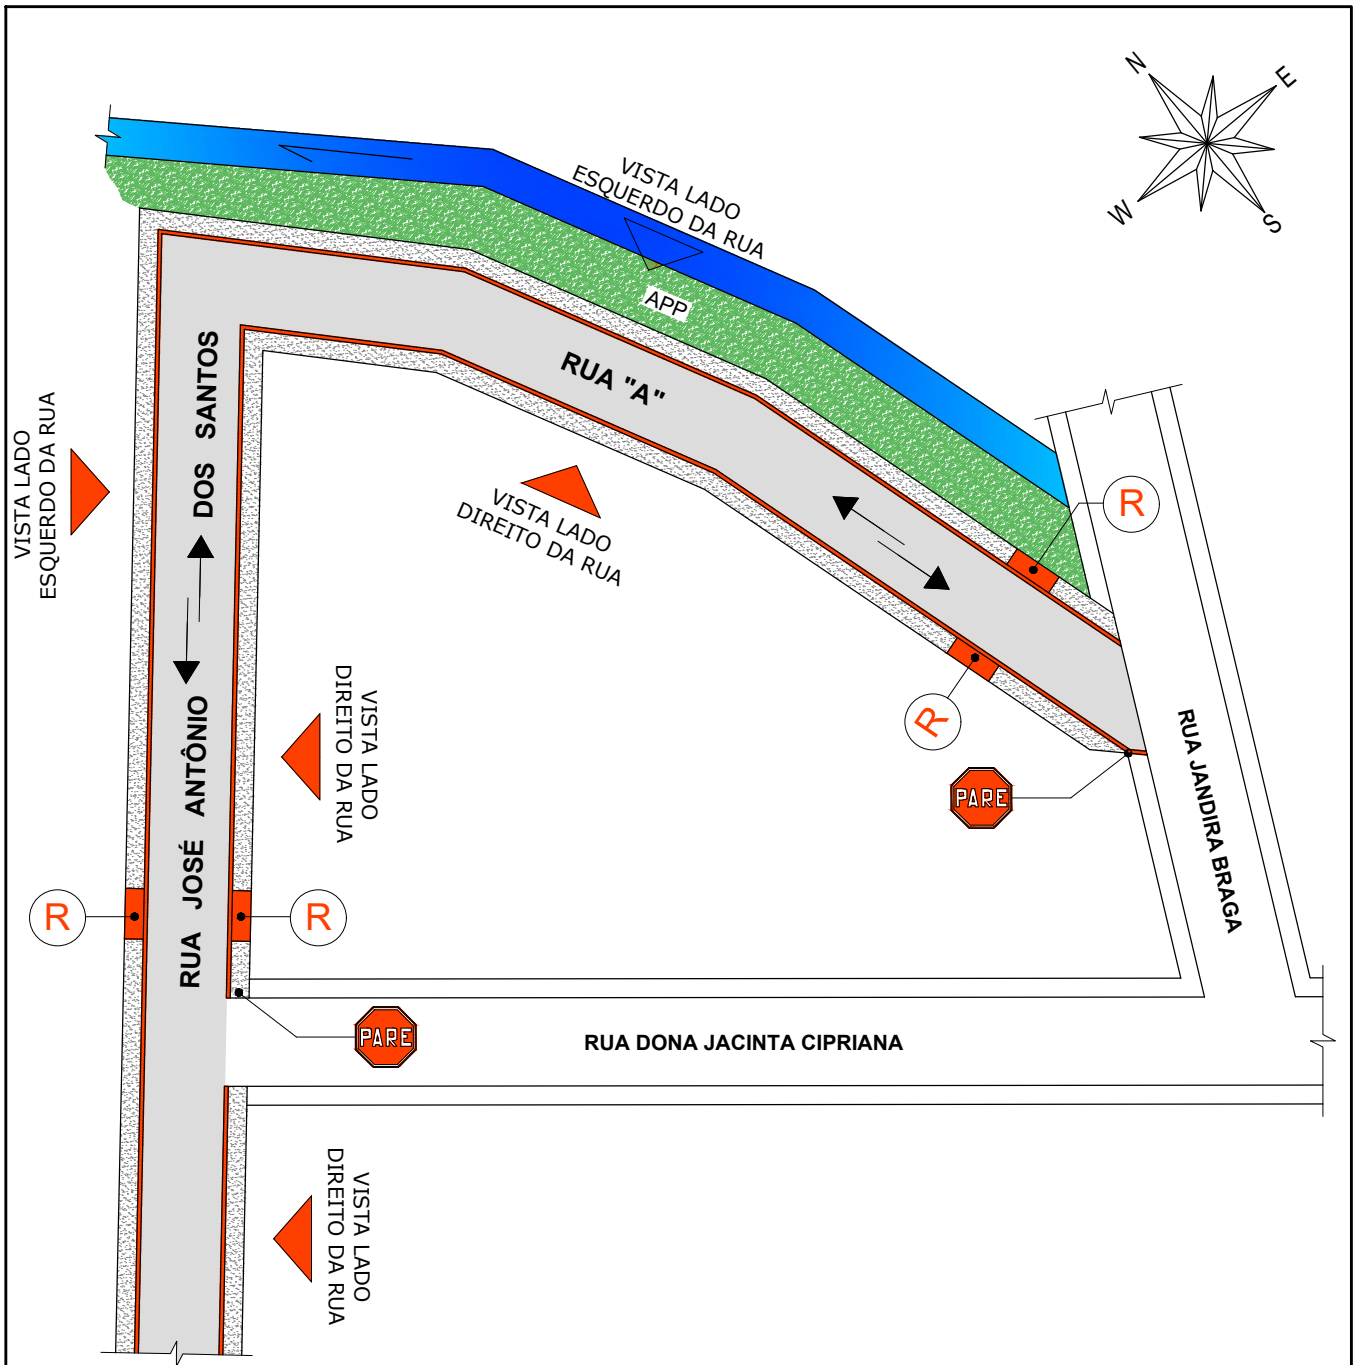 N
E
W
S
VISTA LADO
ESQUERDO DA RUA
APP
RUA "A"
RUA JOSÉ ANTÔNIO DOS SANTOS
VISTA LADO
ESQUERDO DA RUA
VISTA LADO
DIREITO DA RUA
R
R
PARE
RUA JANDIRA BRAGA
VISTA LADO
DIREITO DA RUA
R
R
PARE
RUA DONA JACINTA CIPRIANA
VISTA LADO
DIREITO DA RUA